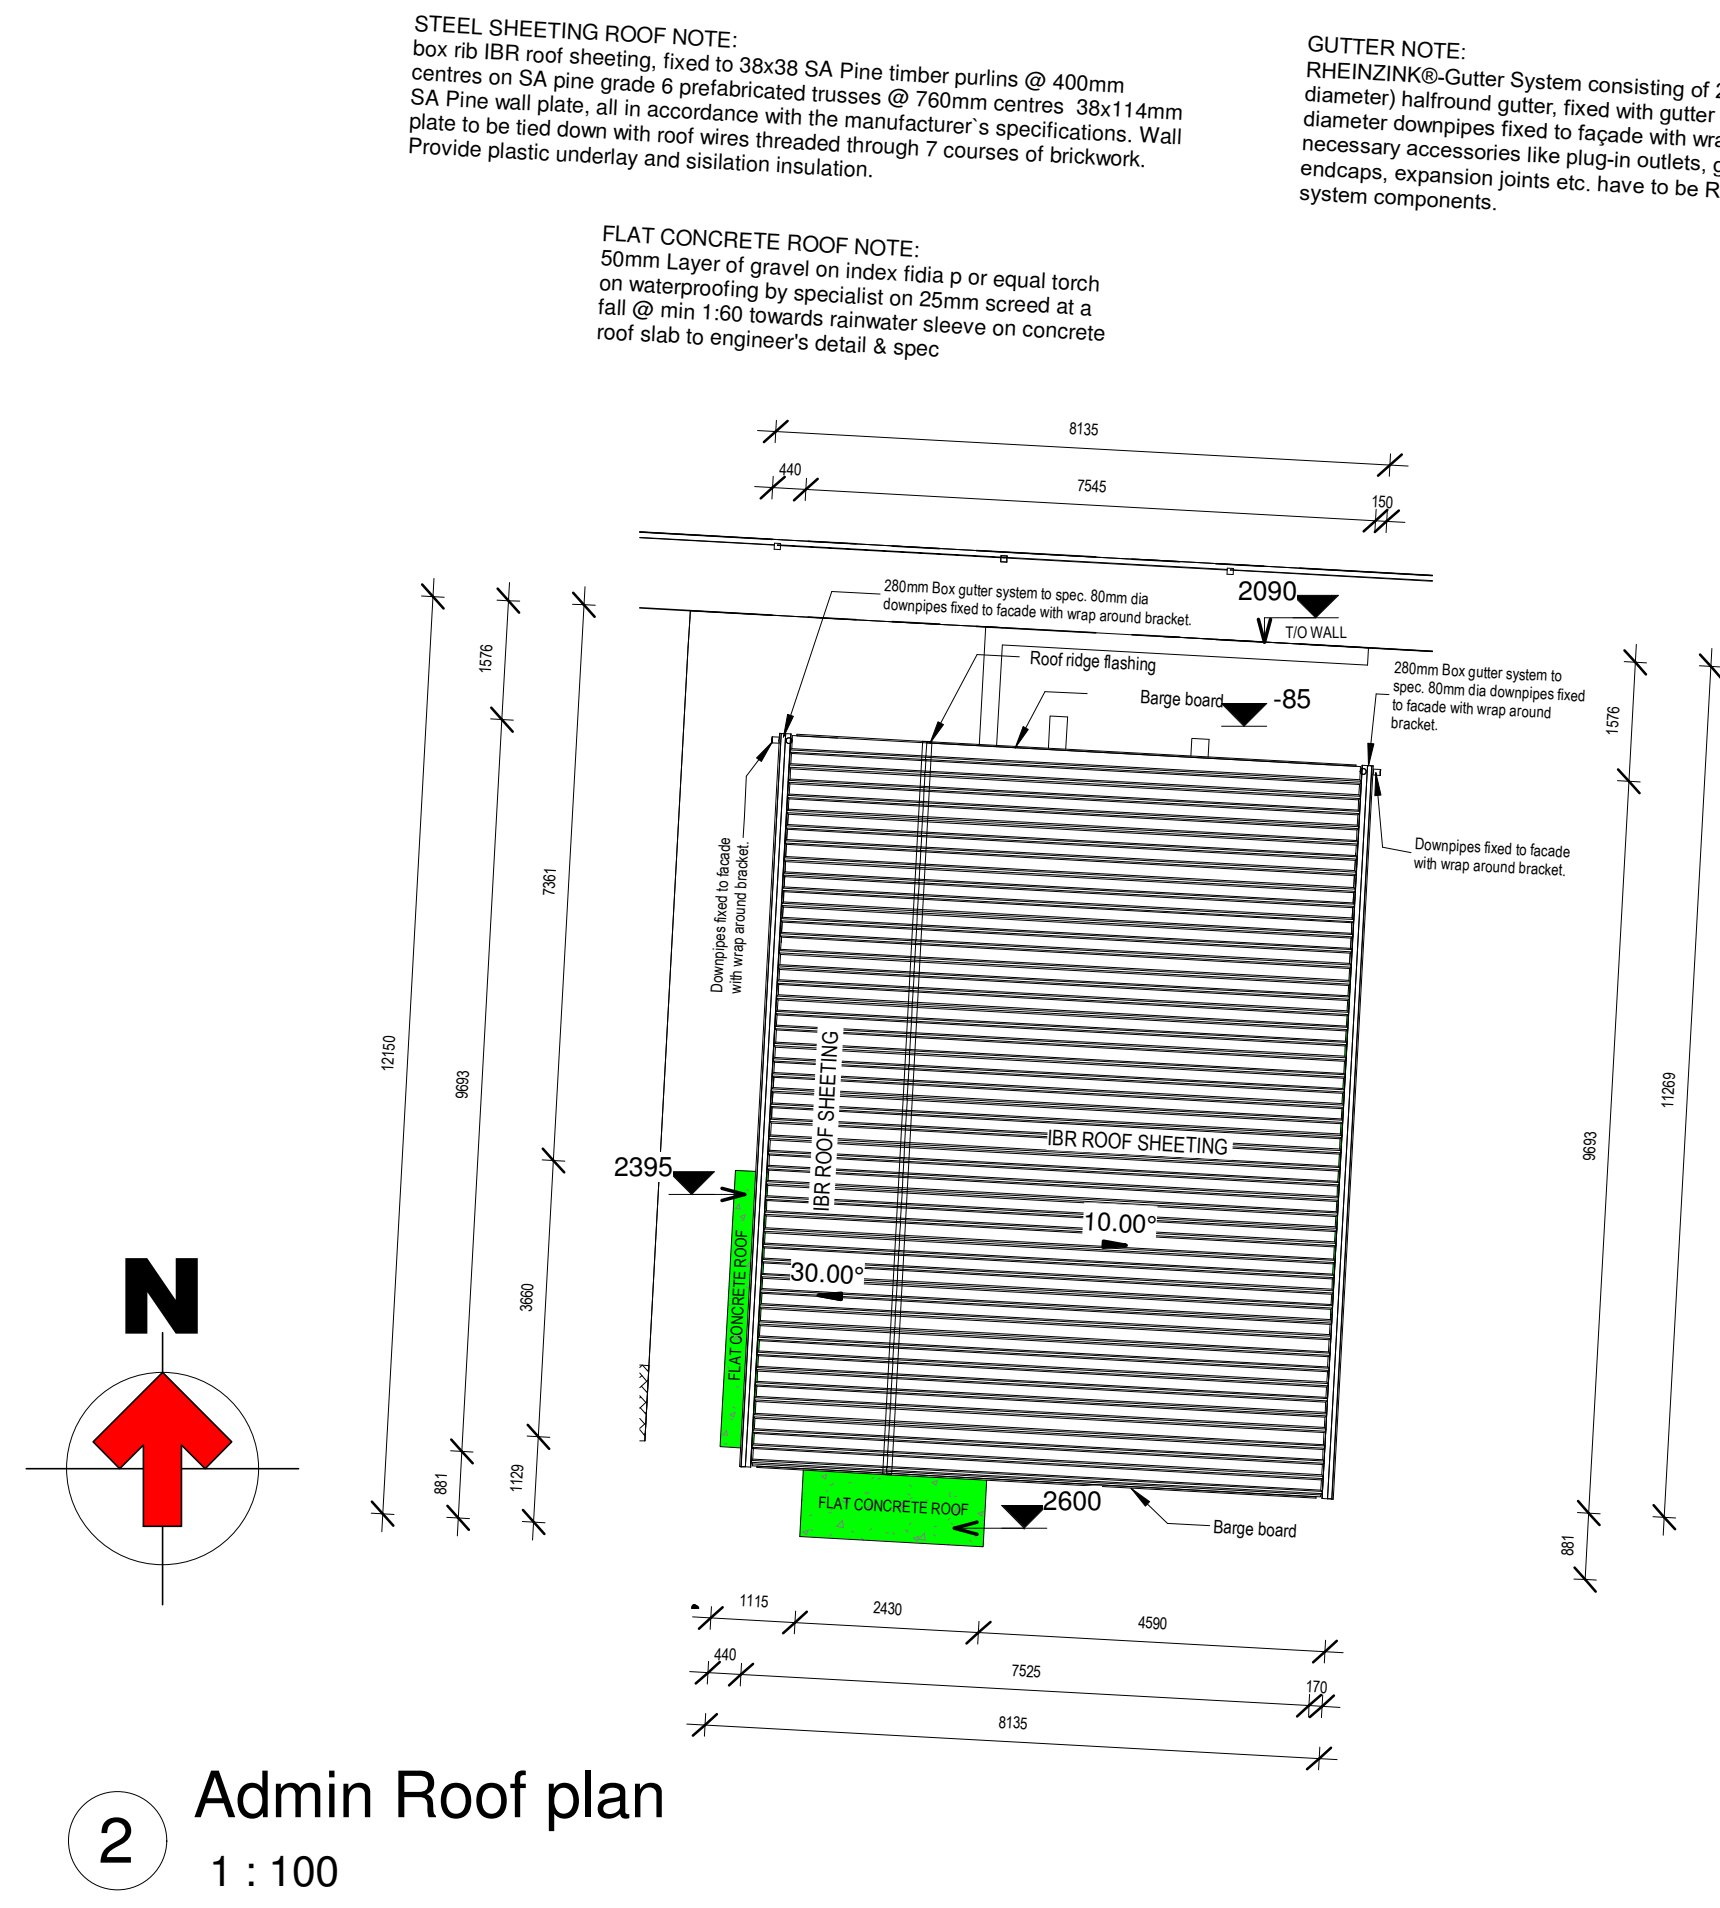 STEEL SHEETING ROOF NOTE:
box rib IBR roof sheeting, fixed to 38x38 SA Pine timber purlins @ 400mm
centres on SA pine grade 6 prefabricated trusses @ 760mm centres 38x114mm
SA Pine wall plate, all in accordance with the manufacturer`s specifications. Wall
plate to be tied down with roof wires threaded through 7 courses of brickwork.
Provide plastic underlay and sisilation insulation.
GUTTER NOTE:
RHEINZINK®-Gutter System consisting of 2
diameter) halfround gutter, fixed with gutter
diameter downpipes fixed to façade with wra
necessary accessories like plug-in outlets, g
endcaps, expansion joints etc. have to be R
system components.
FLAT CONCRETE ROOF NOTE:
50mm Layer of gravel on index fidia p or equal torch
on waterproofing by specialist on 25mm screed at a
fall @ min 1:60 towards rainwater sleeve on concrete
roof slab to engineer's detail & spec
8135
440
7545
150
280mm Box gutter system to spec. 80mm dia
downpipes fixed to facade with wrap around bracket.
2090
T/O WALL
Roof ridge flashing
Barge board
-85
280mm Box gutter system to
spec. 80mm dia downpipes fixed
to facade with wrap around
bracket.
1576
1576
7361
Downpipes fixed to facade
with wrap around bracket.
Downpipes fixed to facade
with wrap around bracket.
12150
9693
11269
9693
IBR ROOF SHEETING
IBR ROOF SHEETING
2395
10.00°
30.00°
FLAT CONCRETE ROOF
3660
N
881
1129
FLAT CONCRETE ROOF
2600
Barge board
881
1115
2430
4590
440
7525
170
8135
2
Admin Roof plan
1 : 100